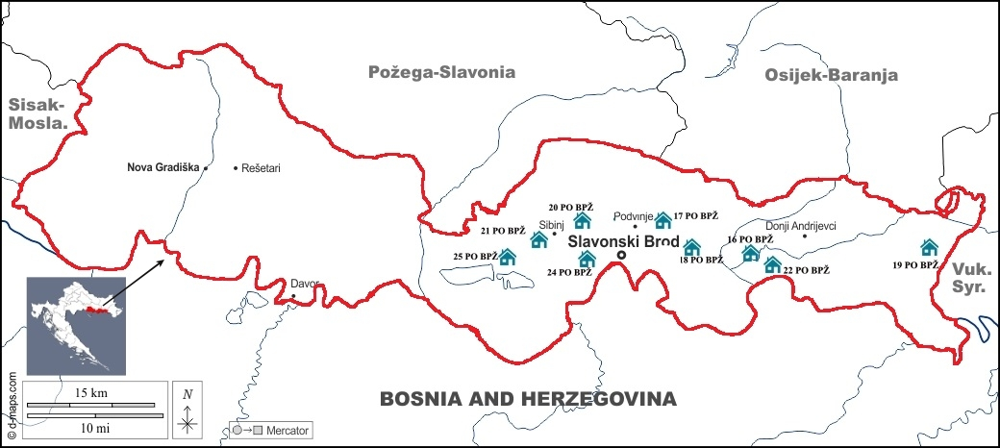 Požega-Slavonia
Osijek-Baranja
Sisak-
Mosla.
Nova Gradiška
Rešetari
20 PO BPŽ
Podvinje
17 PO BPŽ
21 PO BPŽ
Sibinj
Donji Andrijevci
Slavonski Brod
16 PO BPŽ
25 PO BPŽ
18 PO BPŽ
19 PO BPŽ
24 PO BPŽ
22 PO BPŽ
Vuk.
Syr.
Davor
BOSNIA AND HERZEGOVINA
15 km
10 mi
N
Mercator
© d-maps.com